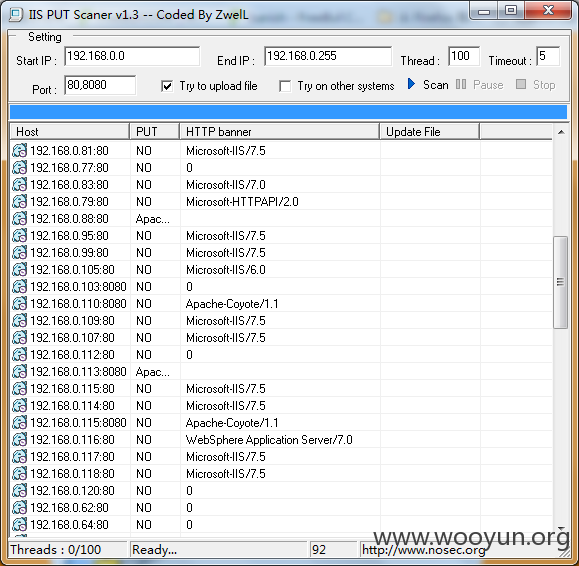 IIS PUT Scaner v1.3 -- Coded By ZwelL
Setting
Start IP : 192.168.0.0 End IP : 192.168.0.255 Thread : 100 Timeout : 5
Port : 80,8080 Try to upload file Try on other systems Scan Pause Stop
Host PUT HTTP banner Update File
192.168.0.81:80 NO Microsoft-IIS/7.5
192.168.0.77:80 NO 0
192.168.0.83:80 NO Microsoft-IIS/7.0
192.168.0.79:80 NO Microsoft-HTTPAPI/2.0
192.168.0.88:80 Apac...
192.168.0.95:80 NO Microsoft-IIS/7.5
192.168.0.99:80 NO Microsoft-IIS/7.5
192.168.0.105:80 NO Microsoft-IIS/6.0
192.168.0.103:8080 NO 0
192.168.0.110:8080 NO Apache-Coyote/1.1
192.168.0.109:80 NO Microsoft-IIS/7.5
192.168.0.107:80 NO Microsoft-IIS/7.5
192.168.0.112:80 NO 0
192.168.0.113:8080 Apac...
192.168.0.115:80 NO Microsoft-IIS/7.5
192.168.0.114:80 NO Microsoft-IIS/7.5
192.168.0.115:8080 NO Apache-Coyote/1.1
192.168.0.116:80 NO WebSphere Application Server/7.0
192.168.0.117:80 NO Microsoft-IIS/7.5
192.168.0.118:80 NO Microsoft-IIS/7.5
192.168.0.120:80 NO 0
192.168.0.62:80 NO 0
192.168.0.64:80 NO 0
www.wooyun.org
Threads : 0/100 Ready... 92 http://www.nosec.org